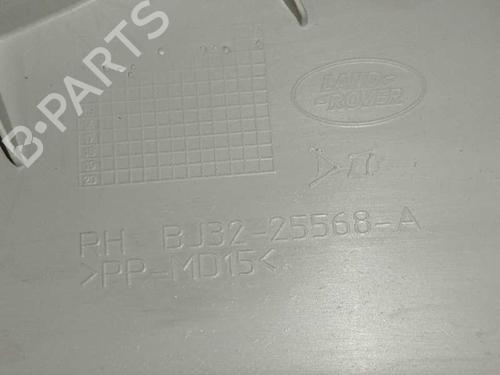 B-PARTS
LAND-
-ROVER
RH BJ32-25568-A
>PP-MD15<